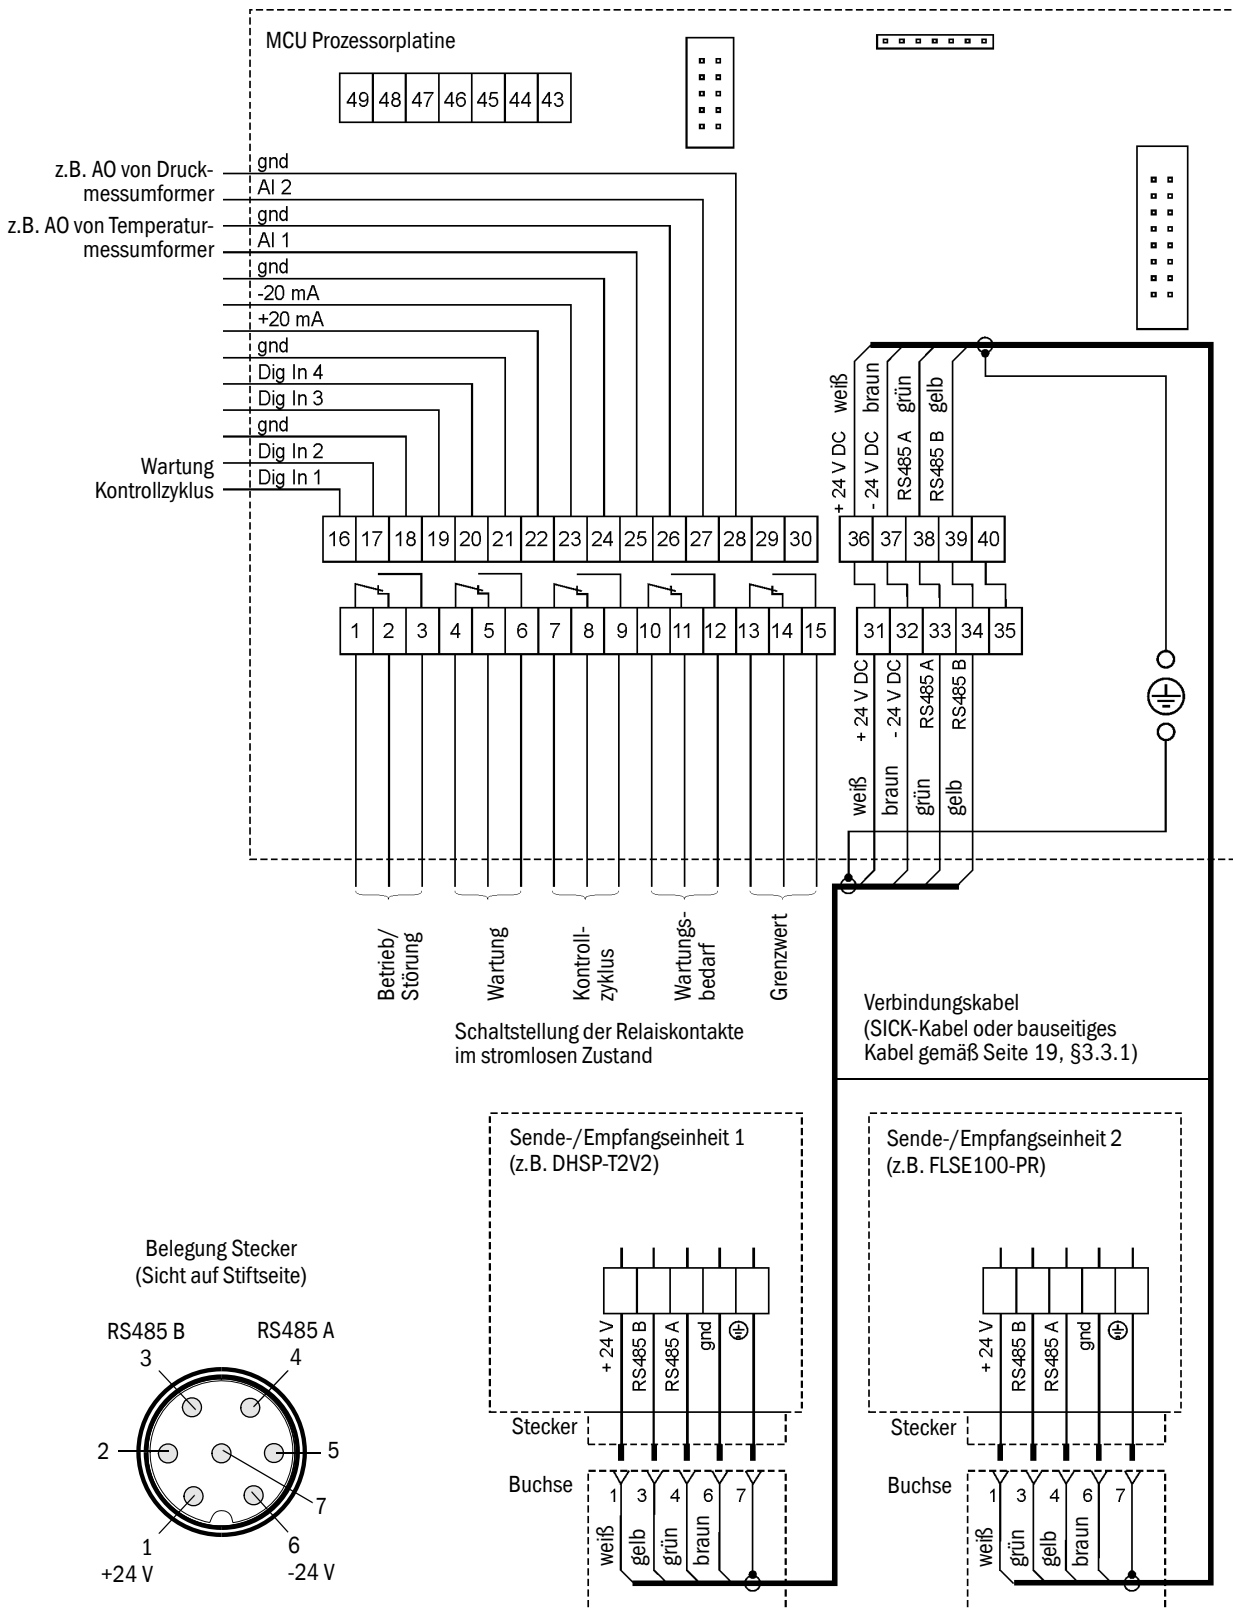 MCU Prozessorplatine
49 48 47 46 45 44 43
z.B. AO von Druck-
messumformer
z.B. AO von Temperatur-
messumformer
gnd
AI 2
gnd
AI 1
gnd
-20 mA
+20 mA
gnd
Dig In 4
Dig In 3
gnd
Dig In 2
Dig In 1
Wartung
Kontrollzyklus
+ 24 V DC weiß
- 24 V DC braun
RS485 A grün
RS485 B gelb
16 17 18 19 20 21 22 23 24 25 26 27 28 29 30
36 37 38 39 40
1 2 3 4 5 6 7 8 9 10 11 12 13 14 15
31 32 33 34 35
weiß + 24 V DC
braun - 24 V DC
grün RS485 A
gelb RS485 B
Betrieb/
Störung
Wartung
Kontroll-
zyklus
Wartungs-
bedarf
Grenzwert
Schaltstellung der Relaiskontakte
im stromlosen Zustand
Verbindungskabel
(SICK-Kabel oder bauseitiges
Kabel gemäß Seite 19, §3.3.1)
Sende-/Empfangseinheit 1
(z.B. DHSP-T2V2)
+ 24 V
RS485 B
RS485 A
gnd
Stecker
Buchse
1 3 4 6 7
weiß
gelb
grün
braun
Sende-/Empfangseinheit 2
(z.B. FLSE100-PR)
+ 24 V
RS485 B
RS485 A
gnd
Stecker
Buchse
1 3 4 6 7
weiß
grün
gelb
braun
Belegung Stecker
(Sicht auf Stiftseite)
RS485 B
3
RS485 A
4
2
5
7
1
+24 V
6
-24 V